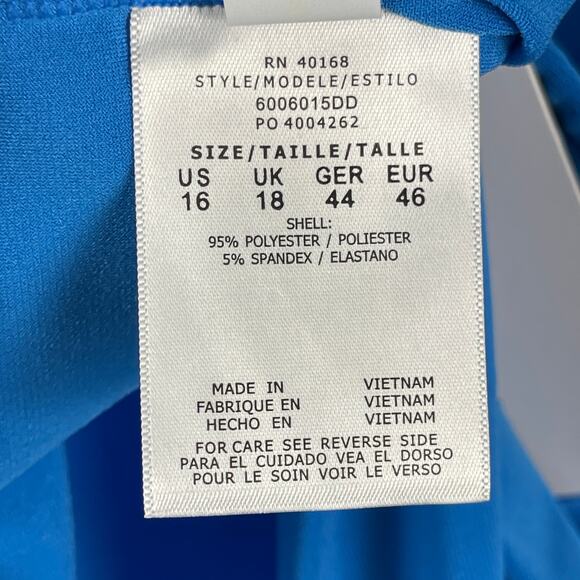 RN 40168
STYLE/MODELE/ESTILO
6006015DD
PO 4004262
SIZE/TAILLE/TALLE
US UK GER EUR
16 18 44 46
SHELL:
95% POLYESTER / POLIESTER
5% SPANDEX / ELASTANO
MADE IN VIETNAM
FABRIQUE EN VIETNAM
HECHO EN VIETNAM
FOR CARE SEE REVERSE SIDE
PARA EL CUIDADO VEA EL DORSO
POUR LE SOIN VOIR LE VERSO